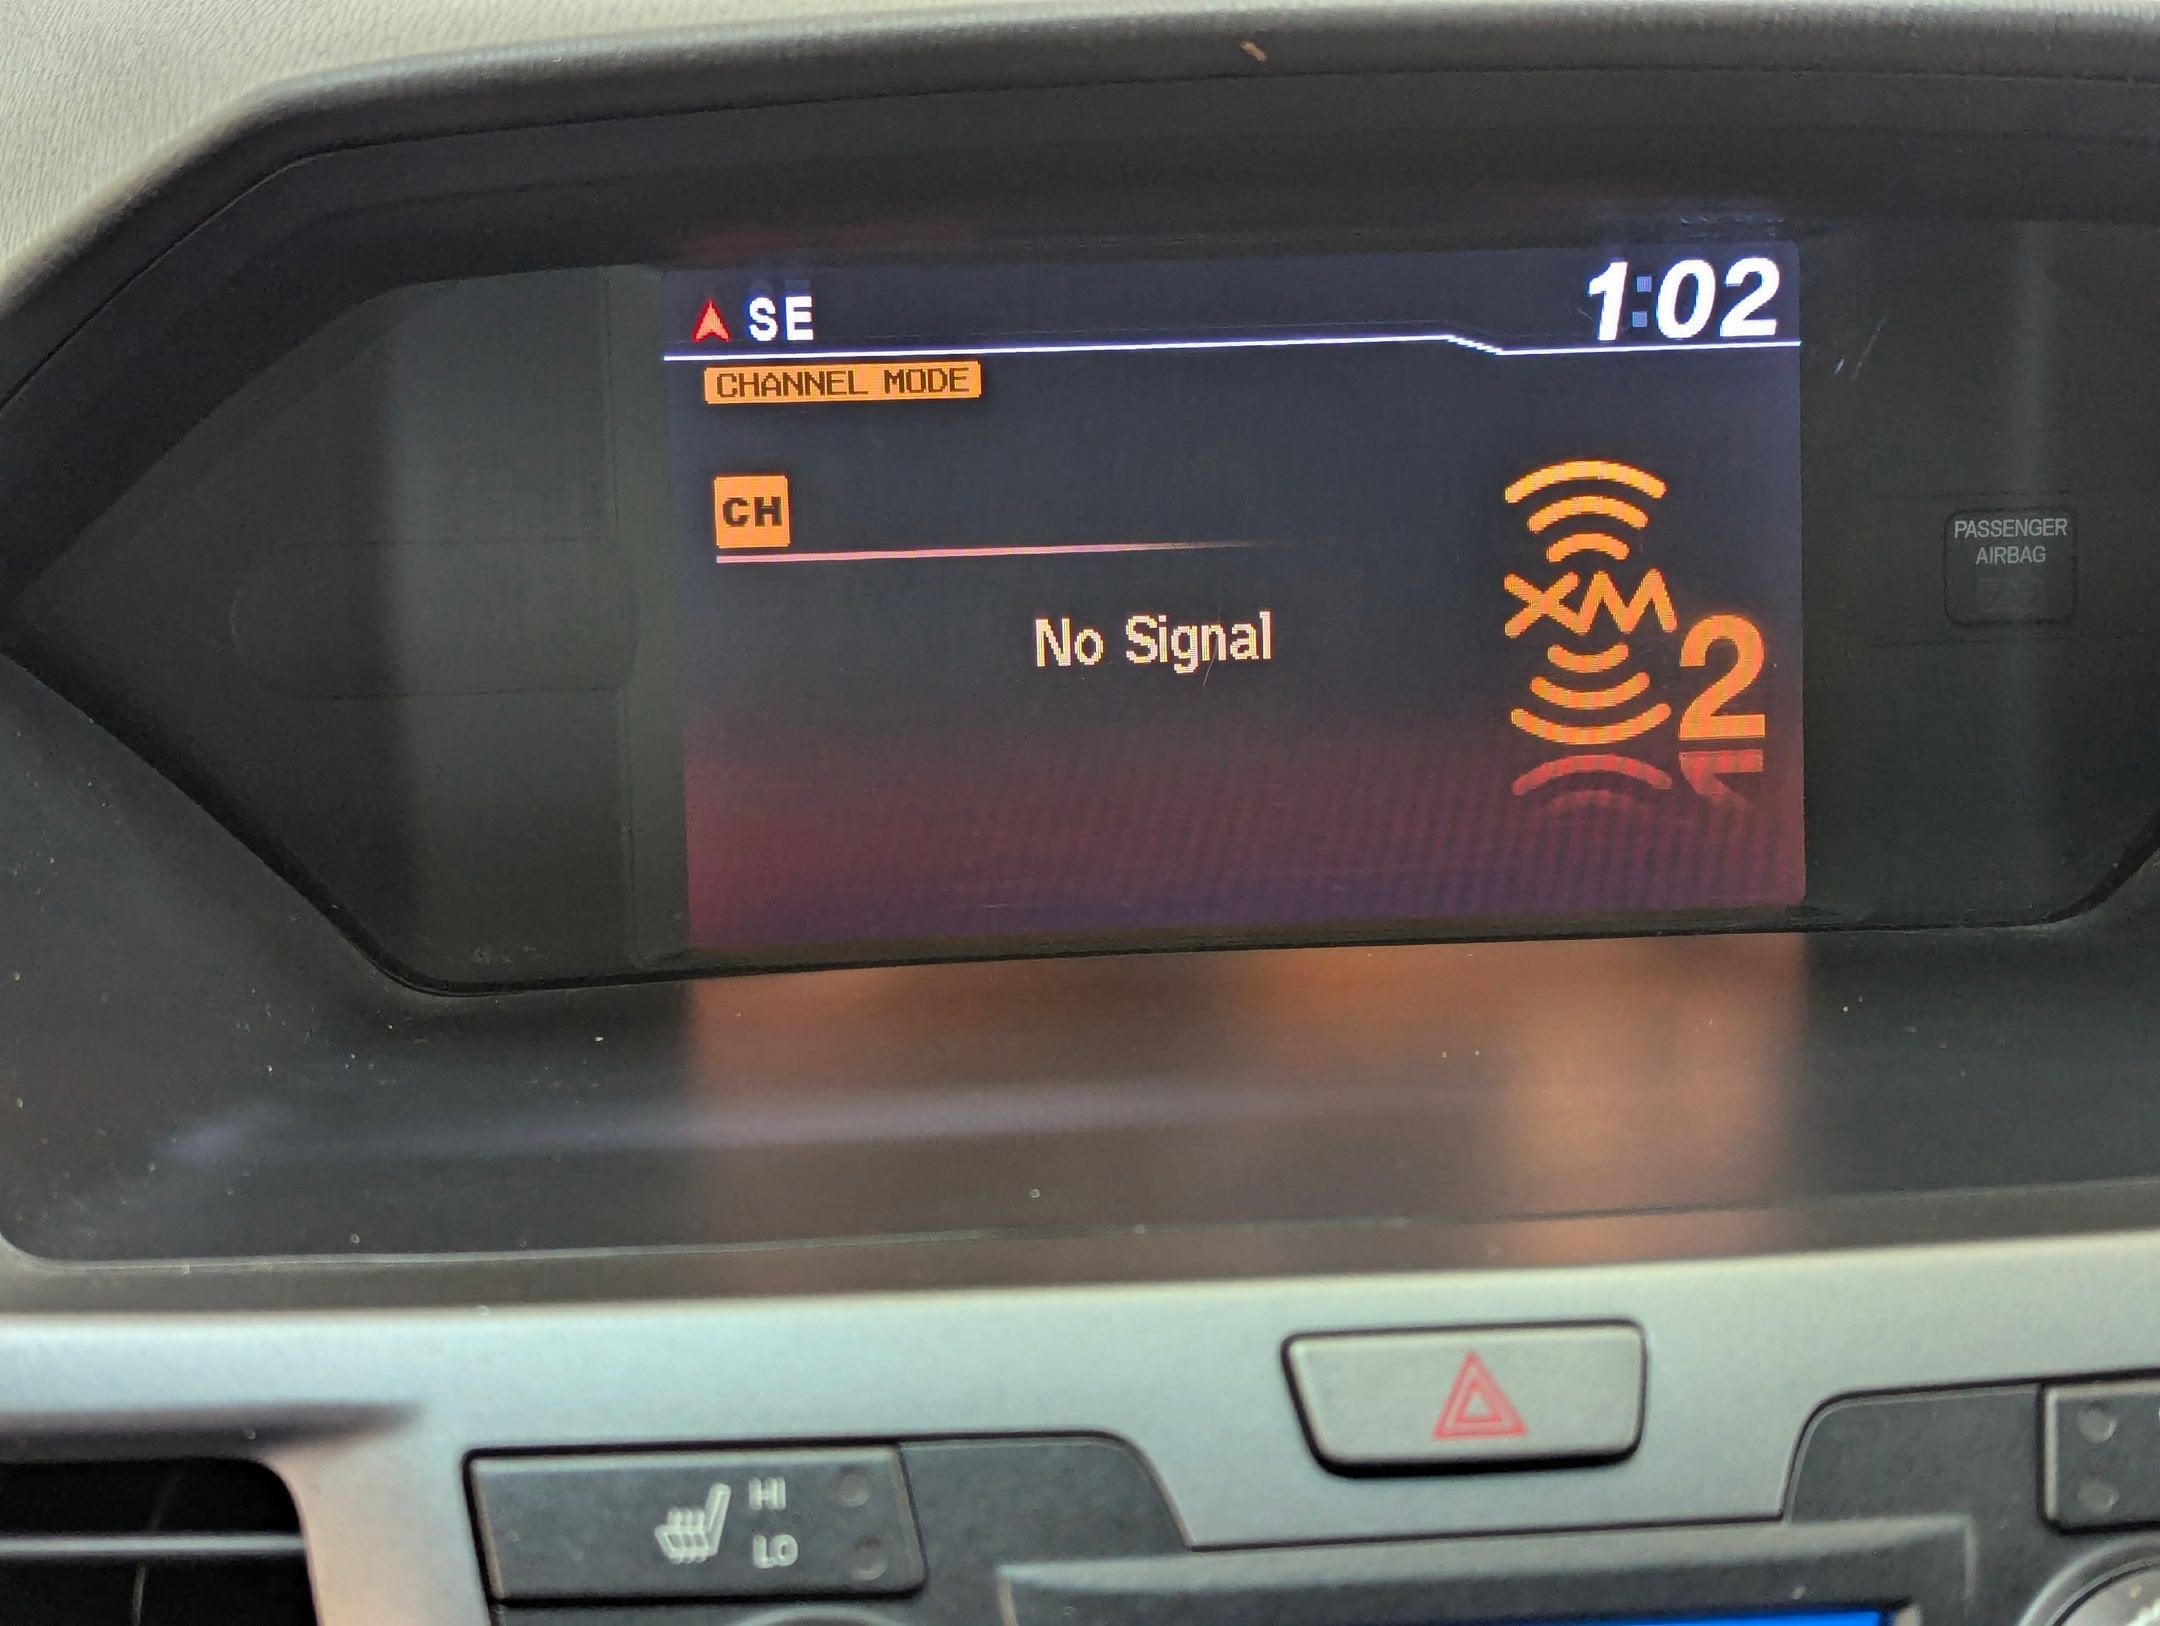 SE 1:02
CHANNEL MODE
CH
XM 2
No Signal
PASSENGER
AIRBAG
HI
LO